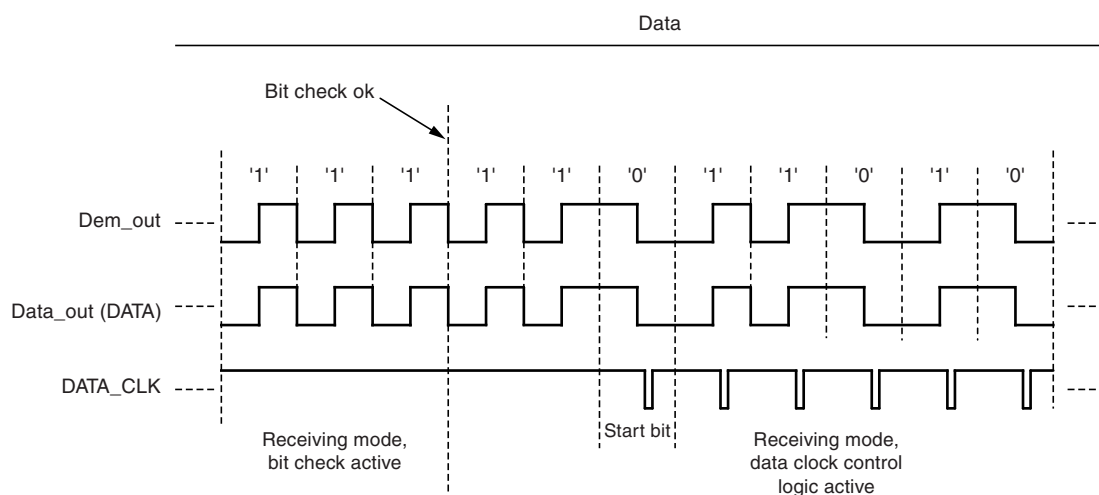 Data
Bit check ok
'1' '1' '1' '1' '1' '0' '1' '1' '0' '1' '0'
Dem_out
Data_out (DATA)
DATA_CLK
Start bit
Receiving mode,
bit check active
Receiving mode,
data clock control
logic active